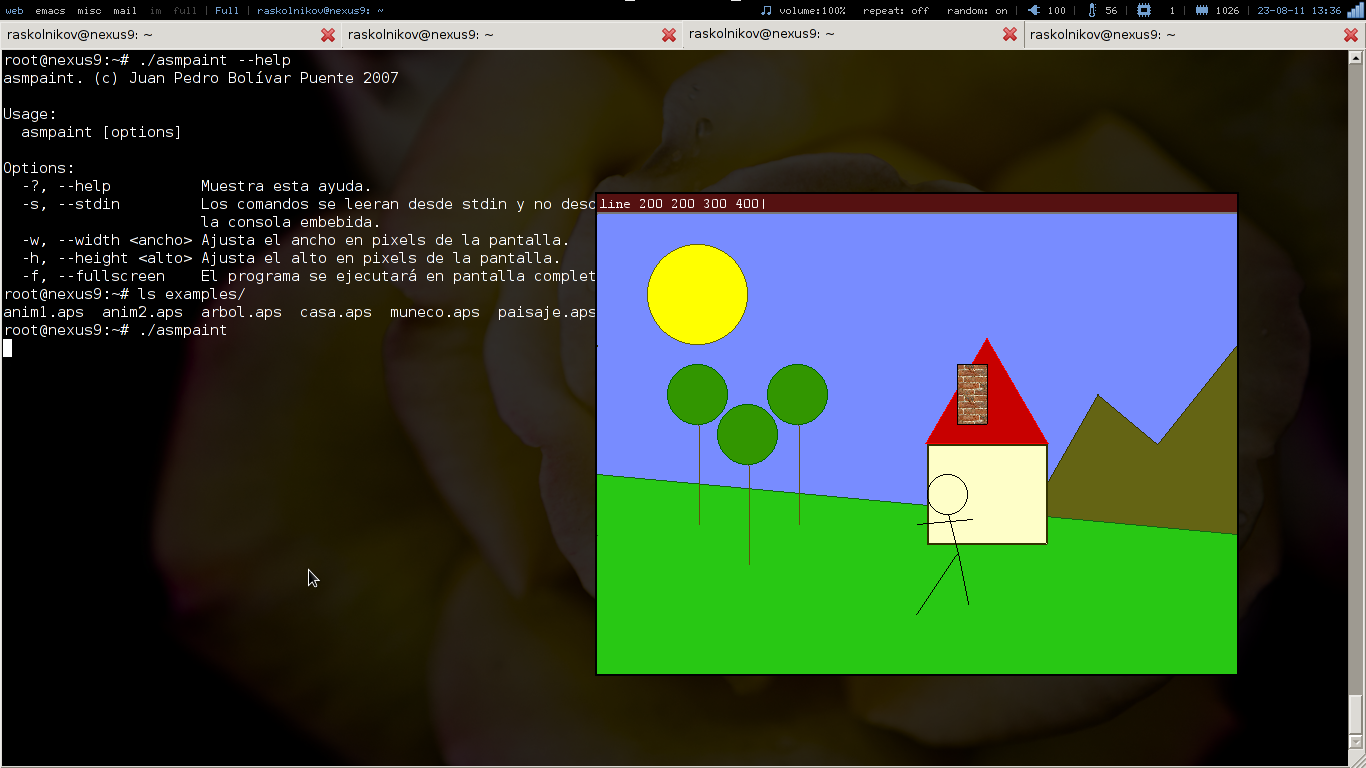 web emacs misc mail im full | Full | raskolnikov@nexus9: ~ volume:100% repeat: off random: on | 100 | 56 | 1 | 1026 | 23-08-11 13:36
raskolnikov@nexus9: ~ raskolnikov@nexus9: ~ raskolnikov@nexus9: ~ raskolnikov@nexus9: ~
root@nexus9:~# ./asmpaint --help
asmpaint. (c) Juan Pedro Bolívar Puente 2007
Usage:
asmpaint [options]
Options:
-?, --help Muestra esta ayuda.
-s, --stdin Los comandos se leeran desde stdin y no desd
la consola embebida.
-w, --width <ancho> Ajusta el ancho en pixels de la pantalla.
-h, --height <alto> Ajusta el alto en pixels de la pantalla.
-f, --fullscreen El programa se ejecutará en pantalla complet
root@nexus9:~# ls examples/
anim1.aps anim2.aps arbol.aps casa.aps muneco.aps paisaje.aps
root@nexus9:~# ./asmpaint
line 200 200 300 400|